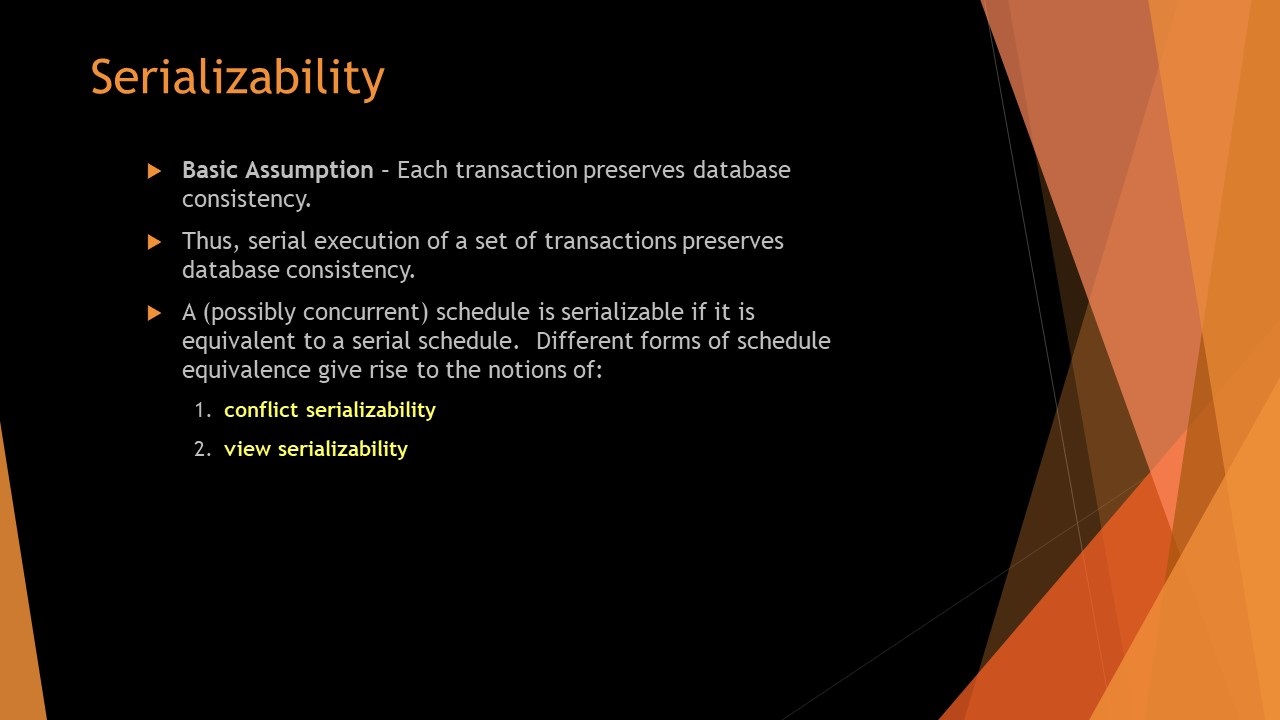 Serializability
Basic Assumption – Each transaction preserves database
consistency.
Thus, serial execution of a set of transactions preserves
database consistency.
A (possibly concurrent) schedule is serializable if it is
equivalent to a serial schedule.  Different forms of schedule
equivalence give rise to the notions of:
1. conflict serializability
2. view serializability